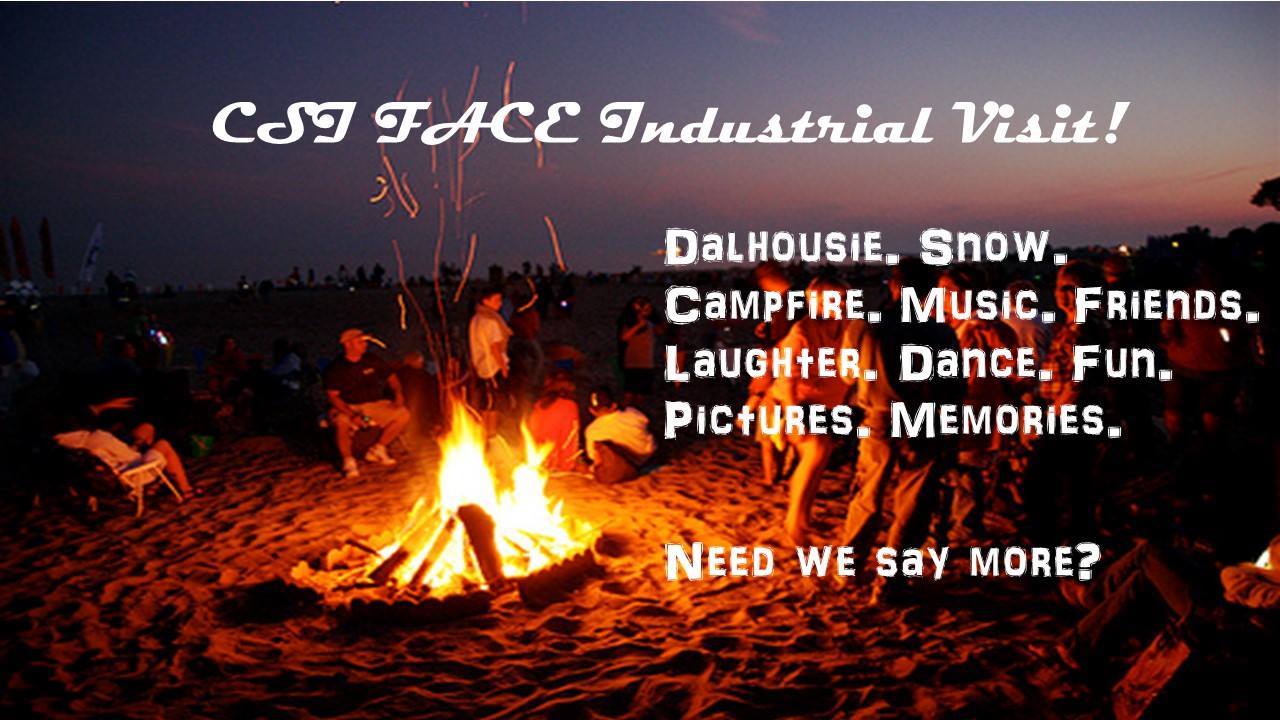 CSI FACE Industrial Visit!
Dalhousie. Snow.
Campfire. Music. Friends.
Laughter. Dance. Fun.
Pictures. Memories.
Need we say more?